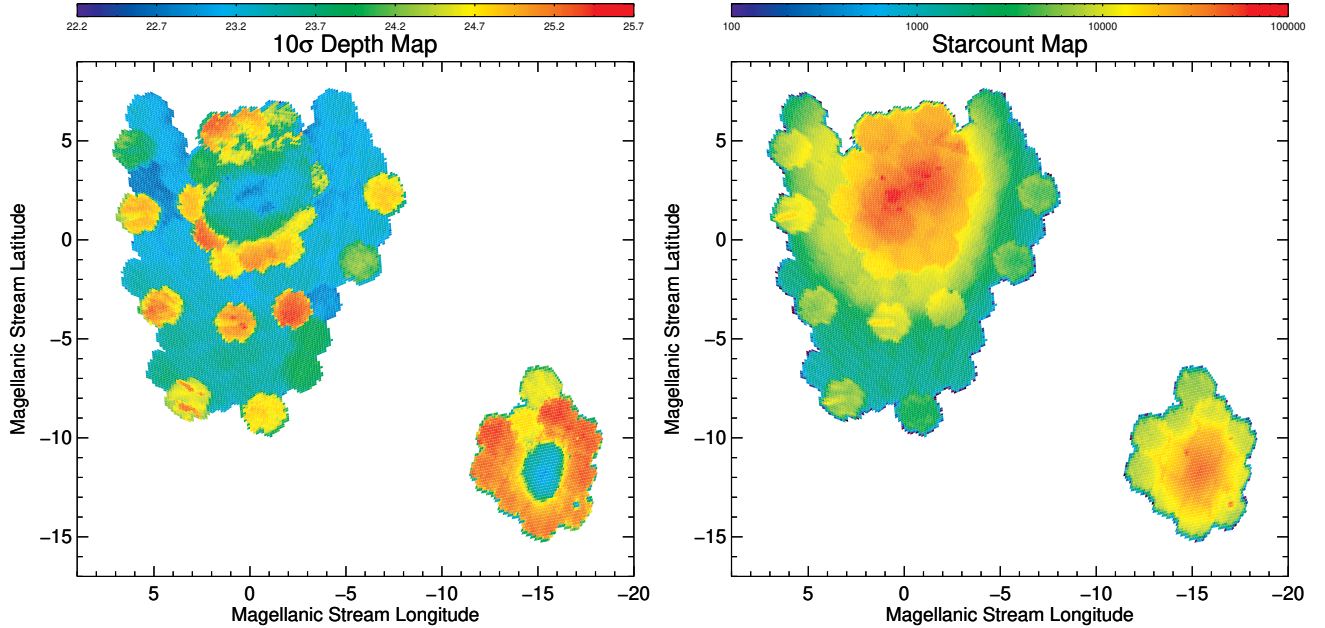 22.2 22.7 23.2 23.7 24.2 24.7 25.2 25.7
10σ Depth Map
5
0
−5
−10
−15
Magellanic Stream Latitude
5 0 −5 −10 −15 −20
Magellanic Stream Longitude
100 1000 10000 100000
Starcount Map
5
0
−5
−10
−15
Magellanic Stream Latitude
5 0 −5 −10 −15 −20
Magellanic Stream Longitude